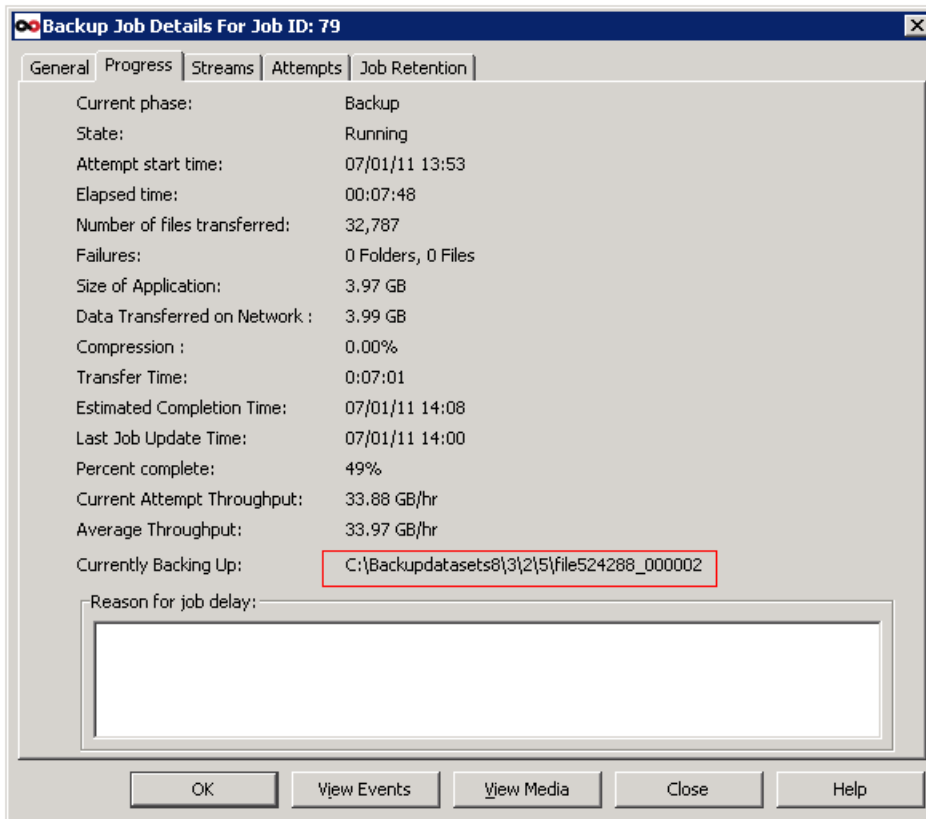 Backup Job Details For Job ID: 79
General Progress Streams Attempts Job Retention
Current phase: Backup
State: Running
Attempt start time: 07/01/11 13:53
Elapsed time: 00:07:48
Number of files transferred: 32,787
Failures: 0 Folders, 0 Files
Size of Application: 3.97 GB
Data Transferred on Network : 3.99 GB
Compression : 0.00%
Transfer Time: 0:07:01
Estimated Completion Time: 07/01/11 14:08
Last Job Update Time: 07/01/11 14:00
Percent complete: 49%
Current Attempt Throughput: 33.88 GB/hr
Average Throughput: 33.97 GB/hr
Currently Backing Up: C:\Backupdatasets8\3\2\5\file524288_000002
Reason for job delay:
OK View Events View Media Close Help